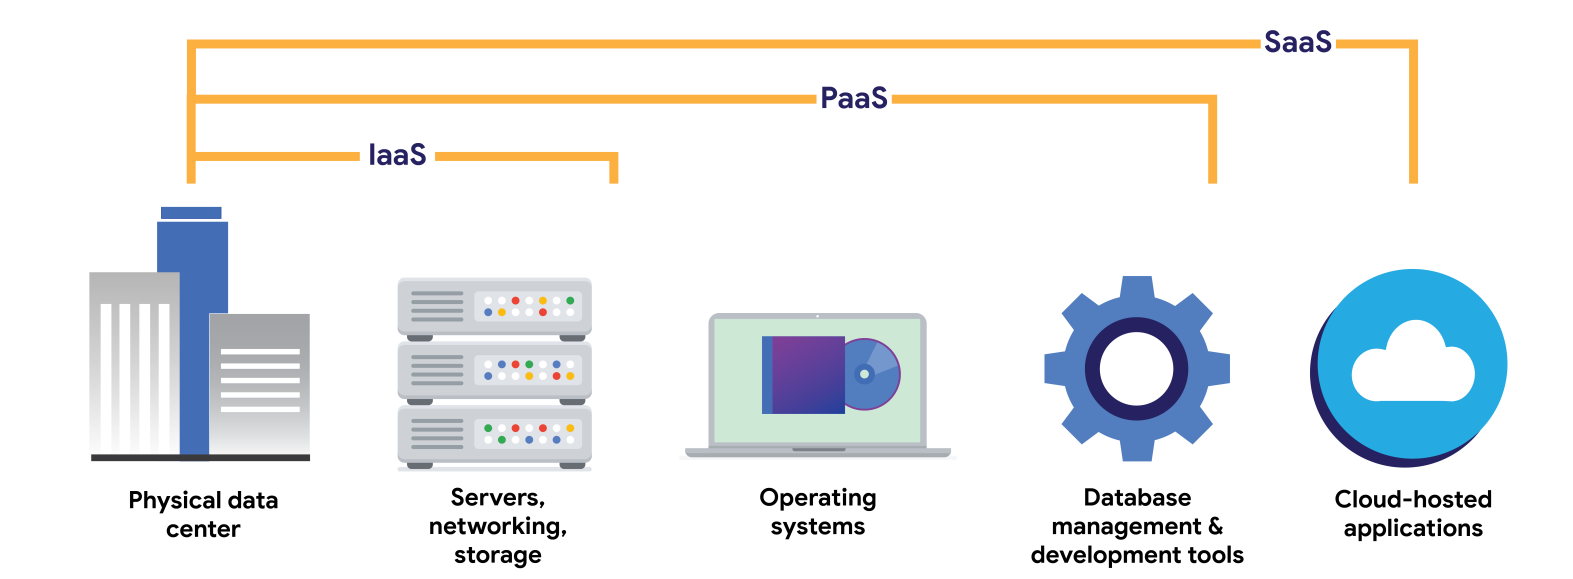 SaaS
PaaS
IaaS
Physical data
center
Servers,
networking,
storage
Operating
systems
Database
management &
development tools
Cloud-hosted
applications